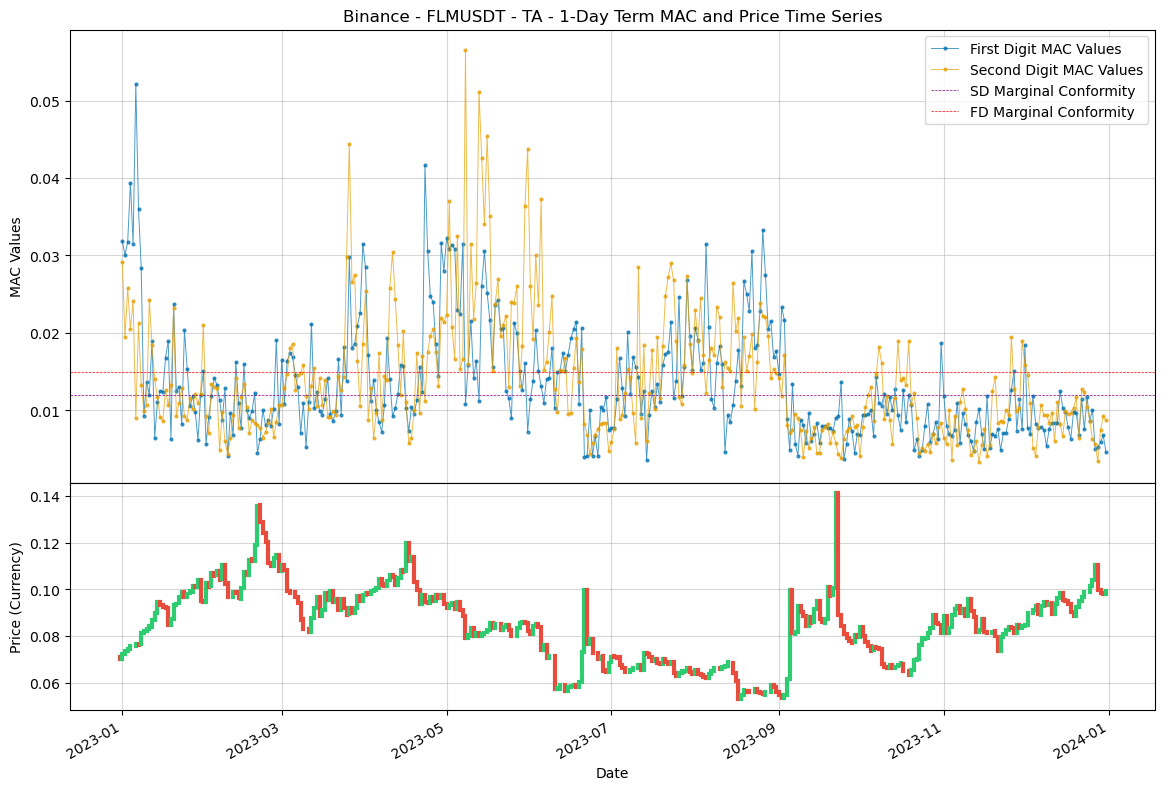 Binance - FLMUSDT - TA - 1-Day Term MAC and Price Time Series
First Digit MAC Values
Second Digit MAC Values
SD Marginal Conformity
FD Marginal Conformity
MAC Values
0.05
0.04
0.03
0.02
0.01
Price (Currency)
0.14
0.12
0.10
0.08
0.06
2023-01
2023-03
2023-05
2023-07
2023-09
2023-11
2024-01
Date